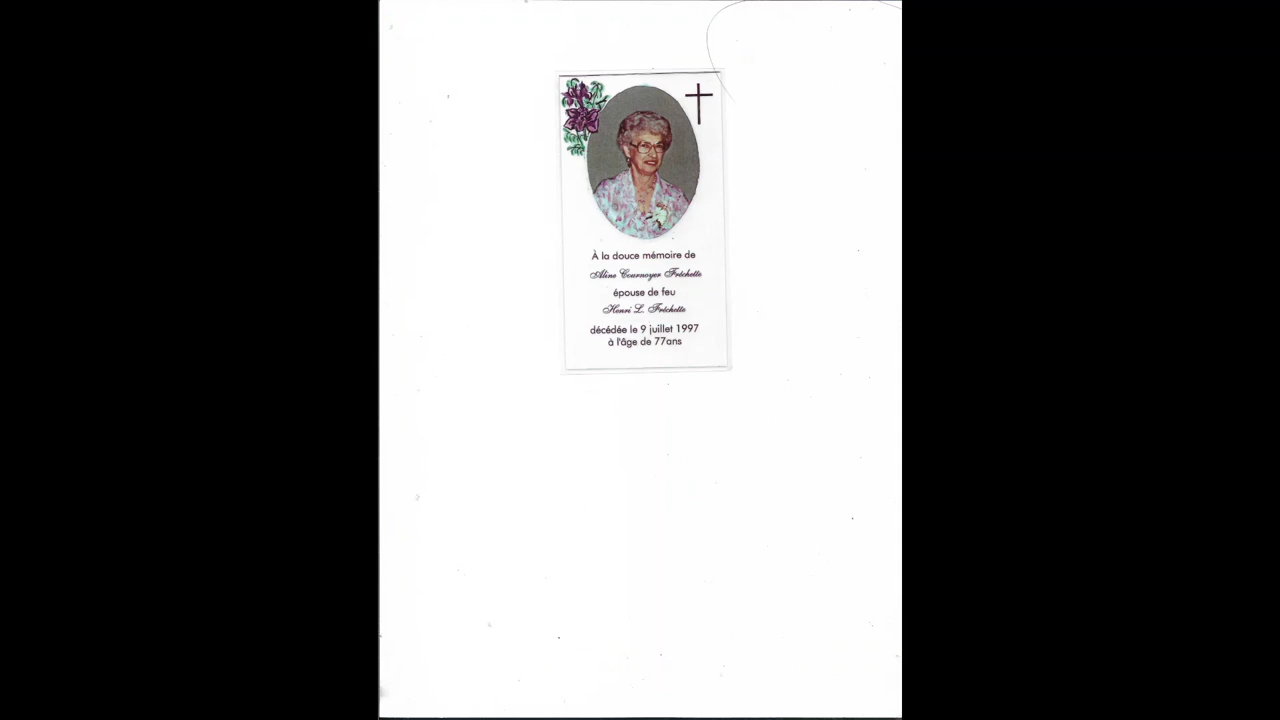 À la douce mémoire de
Aline Cournoyer Fréchette
épouse de feu
Henri L. Fréchette
décédée le 9 juillet 1997
à l'âge de 77ans